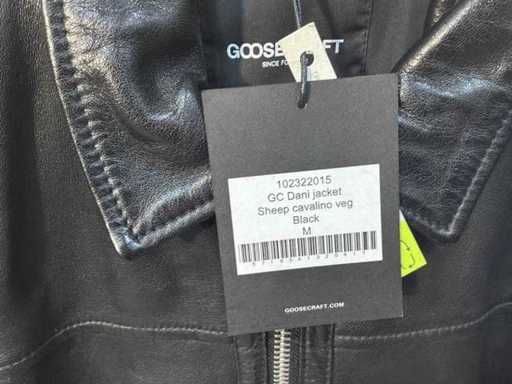 GOOSECRAFT
102322015
GC Dani jacket
Sheep cavalino veg
Black
M
GOOSECRAFT.COM